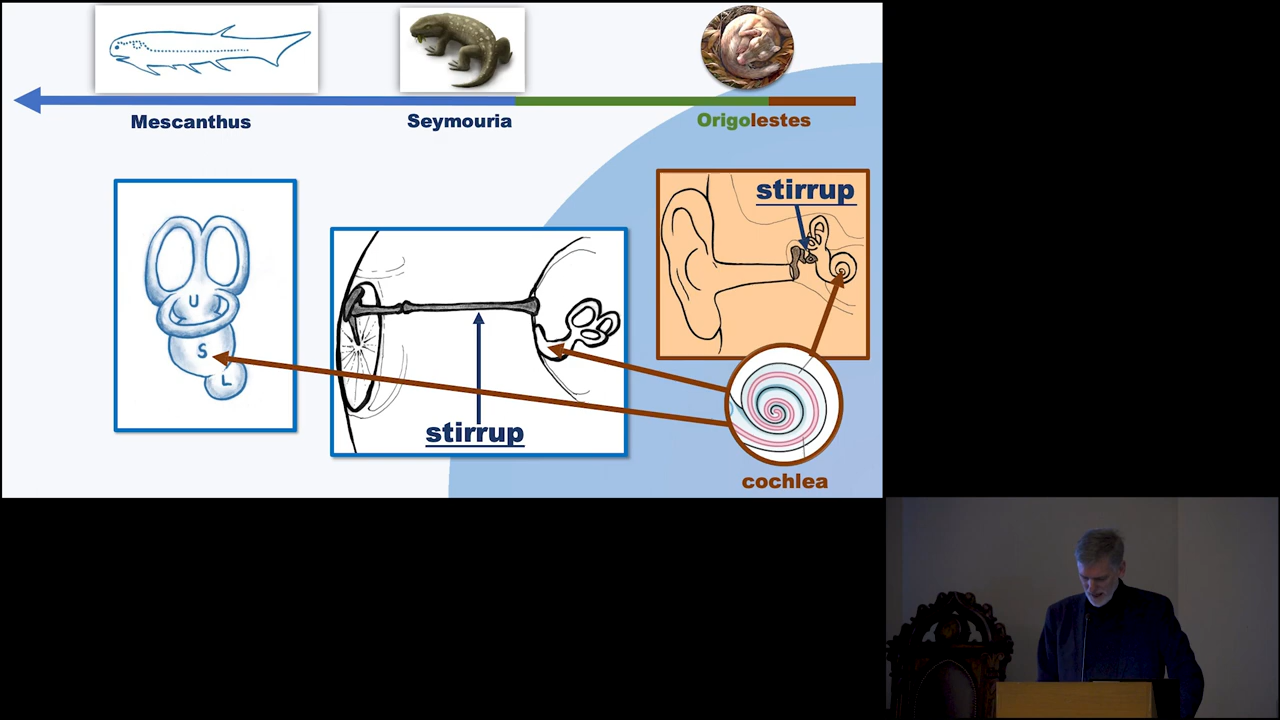 Mescanthus
Seymouria
Origolestes
stirrup
U
S
L
stirrup
cochlea